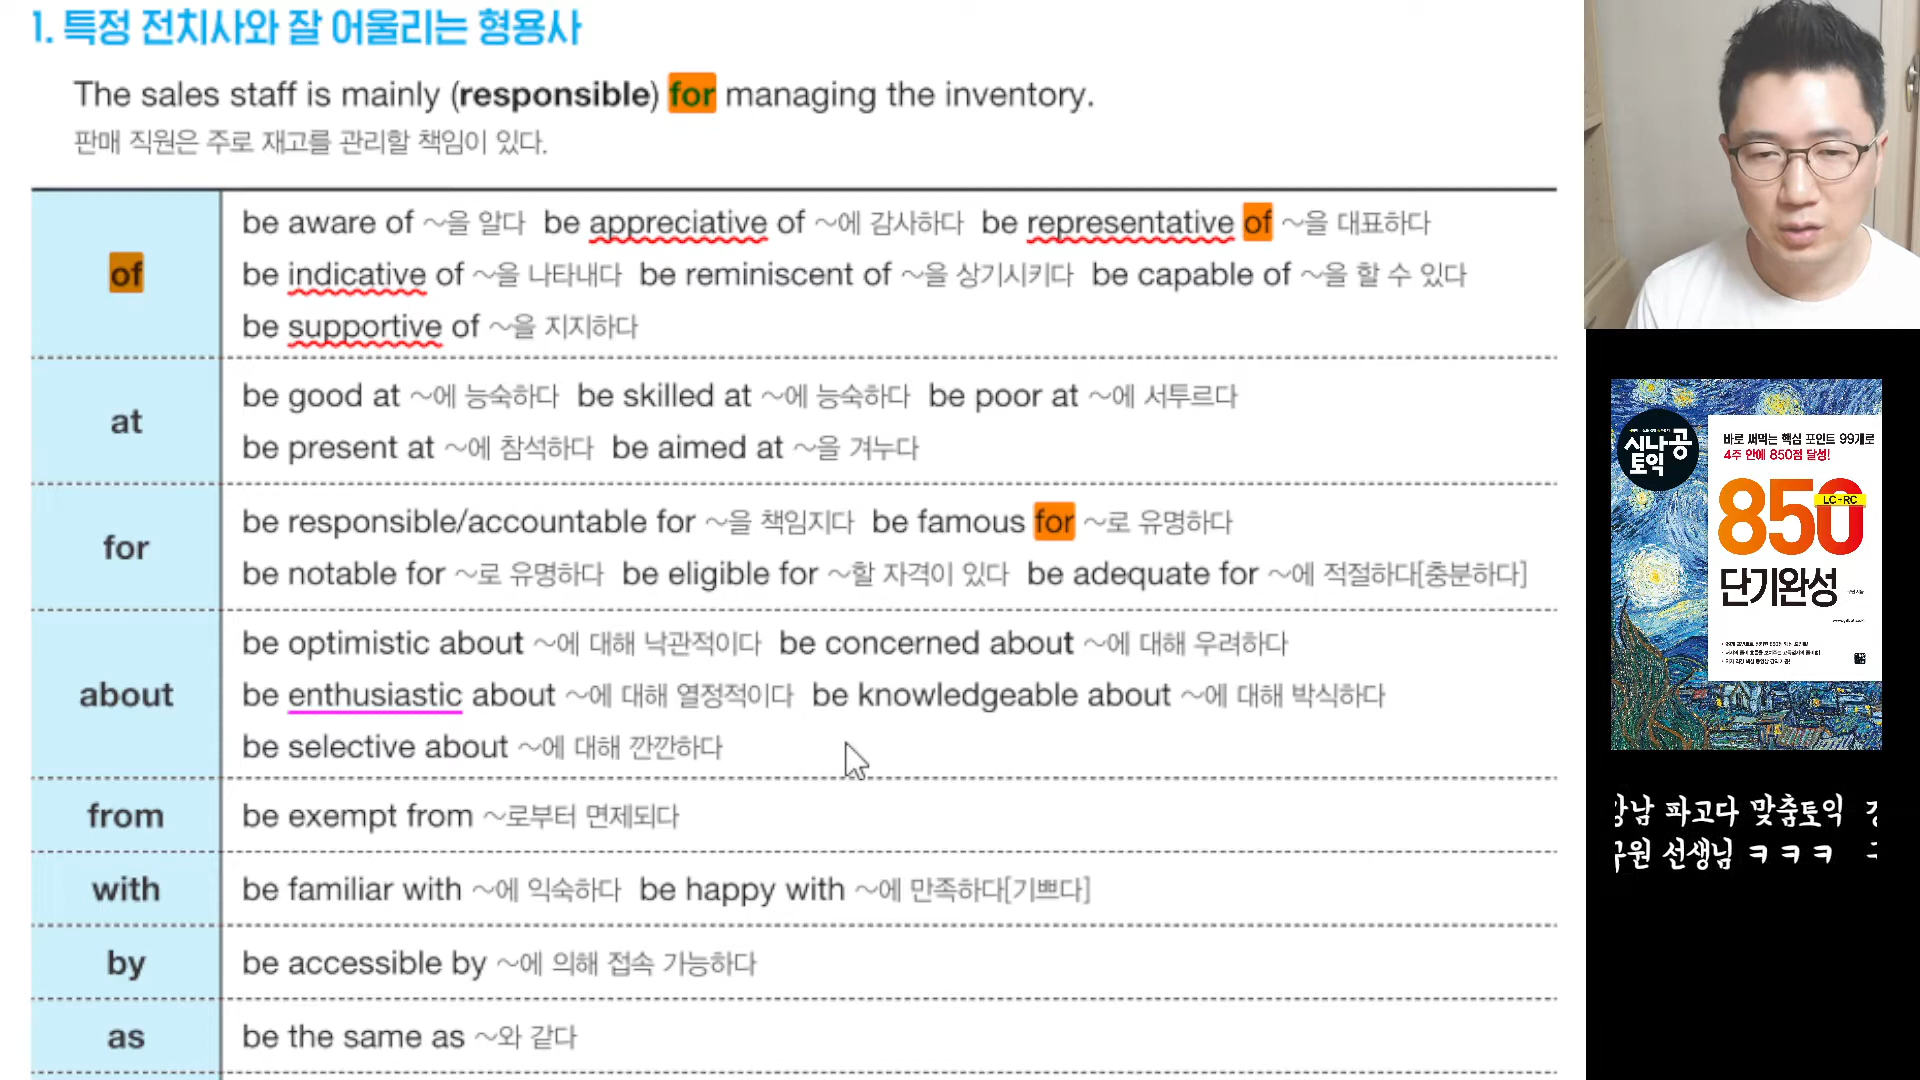 1. 특정 전치사와 잘 어울리는 형용사
The sales staff is mainly (responsible) for managing the inventory.
판매 직원은 주로 재고를 관리할 책임이 있다.
of
be aware of ~을 알다 be appreciative of ~에 감사하다 be representative of ~을 대표하다
be indicative of ~을 나타내다 be reminiscent of ~을 상기시키다 be capable of ~을 할 수 있다
be supportive of ~을 지지하다
at
be good at ~에 능숙하다 be skilled at ~에 능숙하다 be poor at ~에 서투르다
be present at ~에 참석하다 be aimed at ~을 겨누다
for
be responsible/accountable for ~을 책임지다 be famous for ~로 유명하다
be notable for ~로 유명하다 be eligible for ~할 자격이 있다 be adequate for ~에 적절하다[충분하다]
about
be optimistic about ~에 대해 낙관적이다 be concerned about ~에 대해 우려하다
be enthusiastic about ~에 대해 열정적이다 be knowledgeable about ~에 대해 박식하다
be selective about ~에 대해 깐깐하다
from
be exempt from ~로부터 면제되다
with
be familiar with ~에 익숙하다 be happy with ~에 만족하다[기쁘다]
by
be accessible by ~에 의해 접속 가능하다
as
be the same as ~와 같다
시나공
토익
바로 써먹는 핵심 포인트 99개로
4주 안에 850점 달성!
850
LC+RC
단기완성
강남 파고다 맞춤토익
구원 선생님 ㅋㅋㅋ